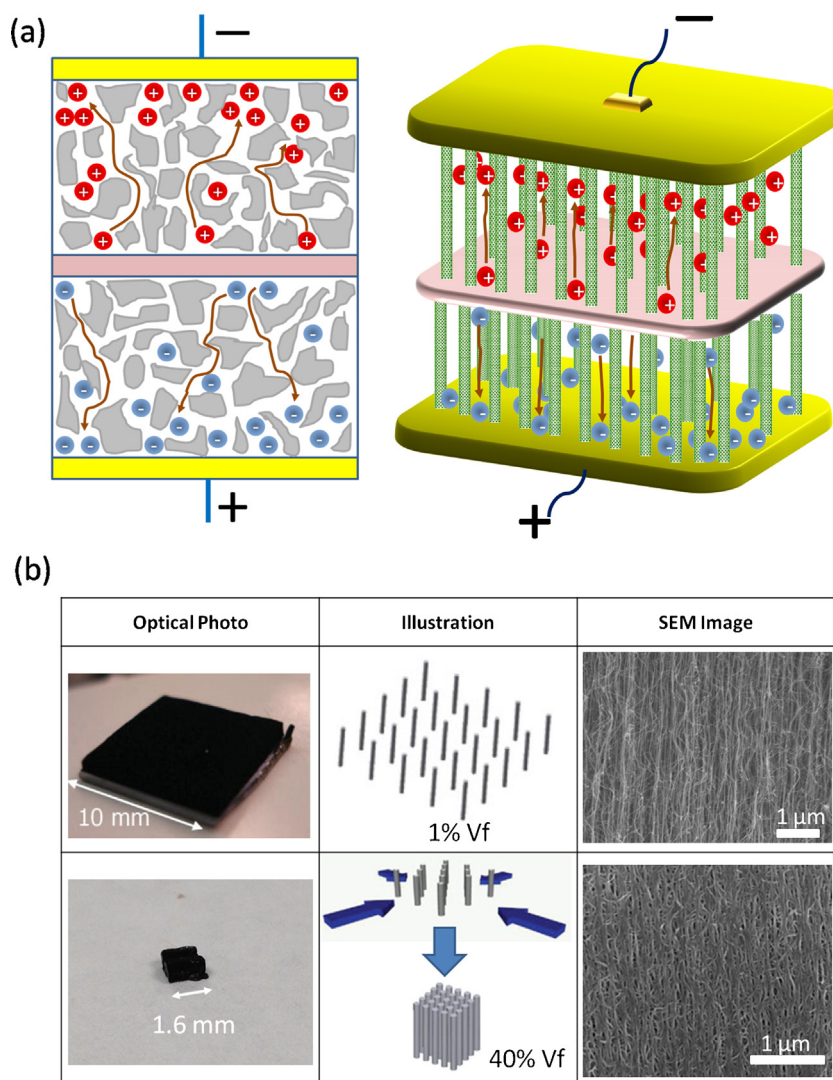 (a)
−
+
−
+
(b)
Optical Photo
Illustration
SEM Image
10 mm
1% Vf
1 µm
1.6 mm
40% Vf
1 µm